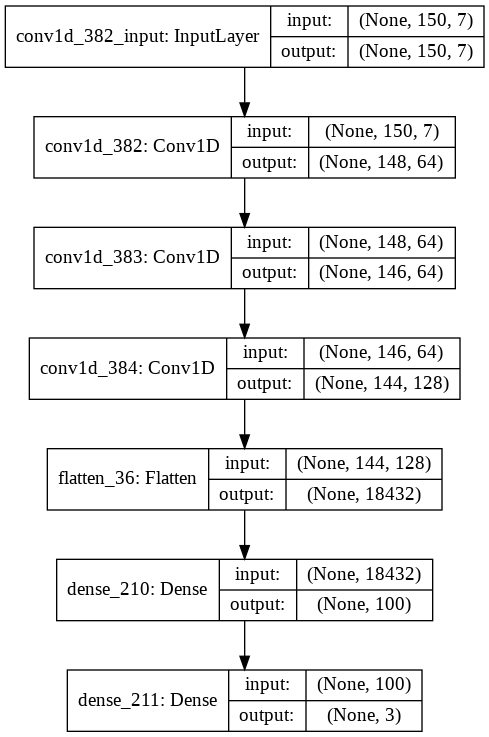 conv1d_382_input: InputLayer
input:
(None, 150, 7)
output:
(None, 150, 7)
conv1d_382: Conv1D
input:
(None, 150, 7)
output:
(None, 148, 64)
conv1d_383: Conv1D
input:
(None, 148, 64)
output:
(None, 146, 64)
conv1d_384: Conv1D
input:
(None, 146, 64)
output:
(None, 144, 128)
flatten_36: Flatten
input:
(None, 144, 128)
output:
(None, 18432)
dense_210: Dense
input:
(None, 18432)
output:
(None, 100)
dense_211: Dense
input:
(None, 100)
output:
(None, 3)